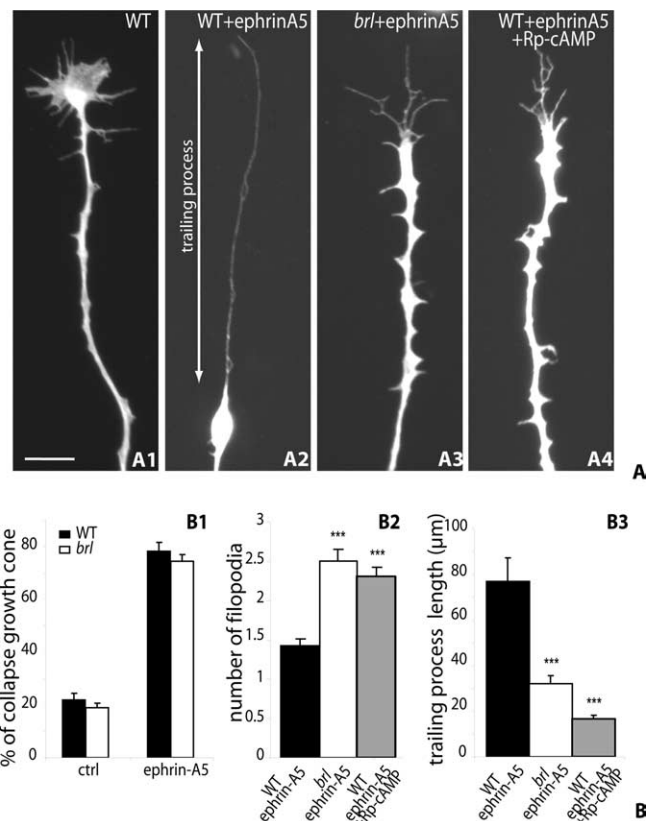 WT
WT+ephrinA5
brl+ephrinA5
WT+ephrinA5
+Rp-cAMP
trailing process
A1
A2
A3
A4
A
B1
WT
brl
% of collapse growth cone
80
60
40
20
0
ctrl
ephrin-A5
B2
number of filopodia
3
2.5
2
1.5
1
0.5
0
***
***
WT
ephrin-A5
brl
ephrin-A5
WT
ephrin-A5
Rp-cAMP
B3
trailing process length (µm)
100
80
60
40
20
0
***
***
WT
ephrin-A5
brl
ephrin-A5
WT
ephrin-A5
+Rp-cAMP
B